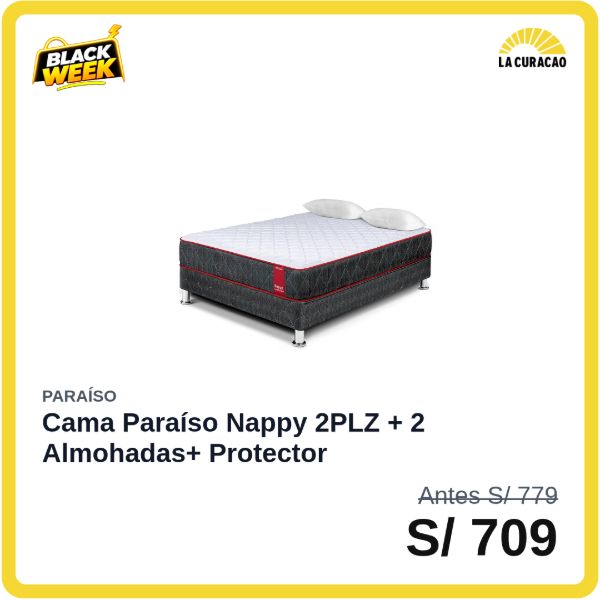 BLACK
WEEK
LA CURACAO
PARAÍSO
Cama Paraíso Nappy 2PLZ + 2
Almohadas+ Protector
Antes S/ 779
S/ 709